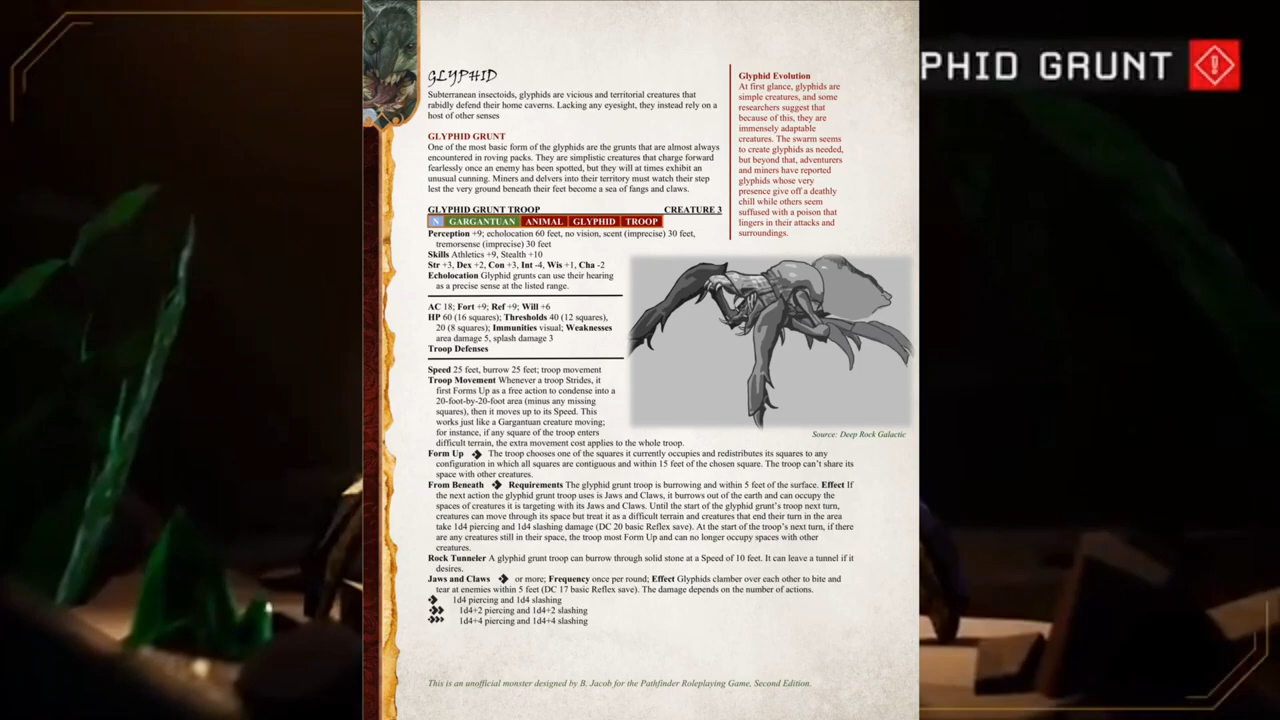 PHID GRUNT
GLYPHID
Subterranean insectoids, glyphids are vicious and territorial creatures that
rabidly defend their home caverns. Lacking any eyesight, they instead rely on a
host of other senses
GLYPHID GRUNT
One of the most basic form of the glyphids are the grunts that are almost always
encountered in roving packs. They are simplistic creatures that charge forward
fearlessly once an enemy has been spotted, but they will at times exhibit an
unusual cunning. Miners and delvers into their territory must watch their step
lest the very ground beneath their feet become a sea of fangs and claws.
GLYPHID GRUNT TROOP CREATURE 3
N GARGANTUAN ANIMAL GLYPHID TROOP
Perception +9; echolocation 60 feet, no vision, scent (imprecise) 30 feet,
tremorsense (imprecise) 30 feet
Skills Athletics +9, Stealth +10
Str +3, Dex +2, Con +3, Int -4, Wis +1, Cha -2
Echolocation Glyphid grunts can use their hearing
as a precise sense at the listed range.
AC 18; Fort +9; Ref +9; Will +6
HP 60 (16 squares); Thresholds 40 (12 squares),
20 (8 squares); Immunities visual; Weaknesses
area damage 5, splash damage 3
Troop Defenses
Speed 25 feet, burrow 25 feet; troop movement
Troop Movement Whenever a troop Strides, it
first Forms Up as a free action to condense into a
20-foot-by-20-foot area (minus any missing
squares), then it moves up to its Speed. This
works just like a Gargantuan creature moving;
for instance, if any square of the troop enters
difficult terrain, the extra movement cost applies to the whole troop.
Form Up The troop chooses one of the squares it currently occupies and redistributes its squares to any
configuration in which all squares are contiguous and within 15 feet of the chosen square. The troop can't share its
space with other creatures.
From Beneath Requirements The glyphid grunt troop is burrowing and within 5 feet of the surface. Effect If
the next action the glyphid grunt troop uses is Jaws and Claws, it burrows out of the earth and can occupy the
spaces of creatures it is targeting with its Jaws and Claws. Until the start of the glyphid grunt's troop next turn,
creatures can move through its space but treat it as a difficult terrain and creatures that end their turn in the area
take 1d4 piercing and 1d4 slashing damage (DC 20 basic Reflex save). At the start of the troop's next turn, if there
are any creatures still in their space, the troop most Form Up and can no longer occupy spaces with other
creatures.
Rock Tunneler A glyphid grunt troop can burrow through solid stone at a Speed of 10 feet. It can leave a tunnel if it
desires.
Jaws and Claws or more; Frequency once per round; Effect Glyphids clamber over each other to bite and
tear at enemies within 5 feet (DC 17 basic Reflex save). The damage depends on the number of actions.
1d4 piercing and 1d4 slashing
1d4+2 piercing and 1d4+2 slashing
1d4+4 piercing and 1d4+4 slashing
Glyphid Evolution
At first glance, glyphids are
simple creatures, and some
researchers suggest that
because of this, they are
immensely adaptable
creatures. The swarm seems
to create glyphids as needed,
but beyond that, adventurers
and miners have reported
glyphids whose very
presence give off a deathly
chill while others seem
suffused with a poison that
lingers in their attacks and
surroundings.
Source: Deep Rock Galactic
This is an unofficial monster designed by B. Jacob for the Pathfinder Roleplaying Game, Second Edition.